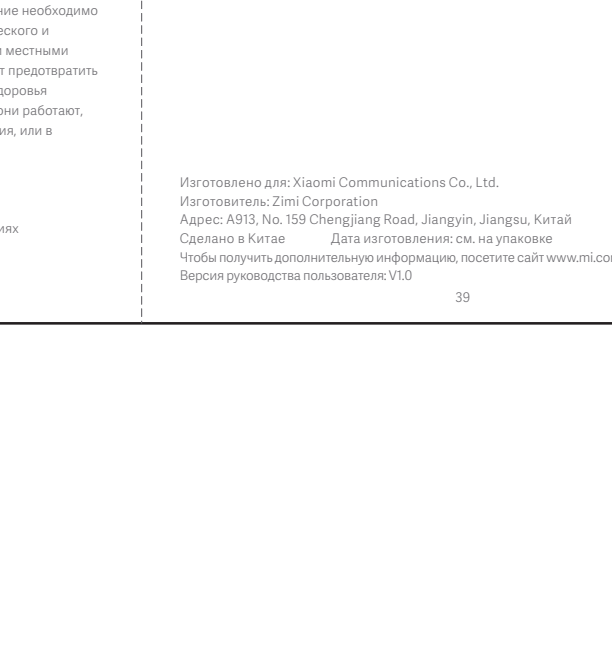 ние необходимо
еского и
и местными
т предотвратить
доровья
они работают,
ия, или в
иях
Изготовлено для: Xiaomi Communications Co., Ltd.
Изготовитель: Zimi Corporation
Адрес: A913, No. 159 Chengjiang Road, Jiangyin, Jiangsu, Китай
Сделано в Китае Дата изготовления: см. на упаковке
Чтобы получить дополнительную информацию, посетите сайт www.mi.co
Версия руководства пользователя: V1.0
39